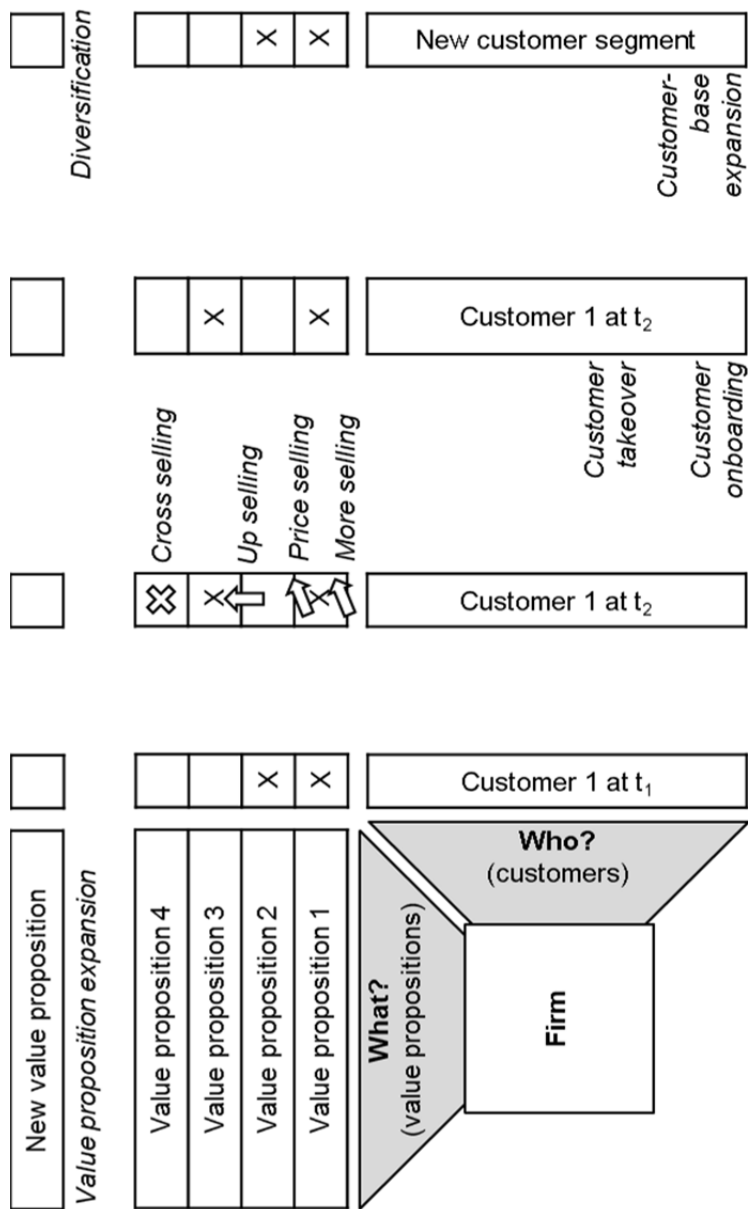 New value proposition
Value proposition expansion
Diversification
Value proposition 4
Value proposition 3
Value proposition 2
Value proposition 1
X
X
Cross selling
X
Up selling
Price selling
X
More selling
X
X
X
X
What?
(value propositions)
Who?
(customers)
Firm
Customer 1 at t₁
Customer 1 at t₂
Customer 1 at t₂
New customer segment
Customer
takeover
Customer
onboarding
Customer-
base
expansion